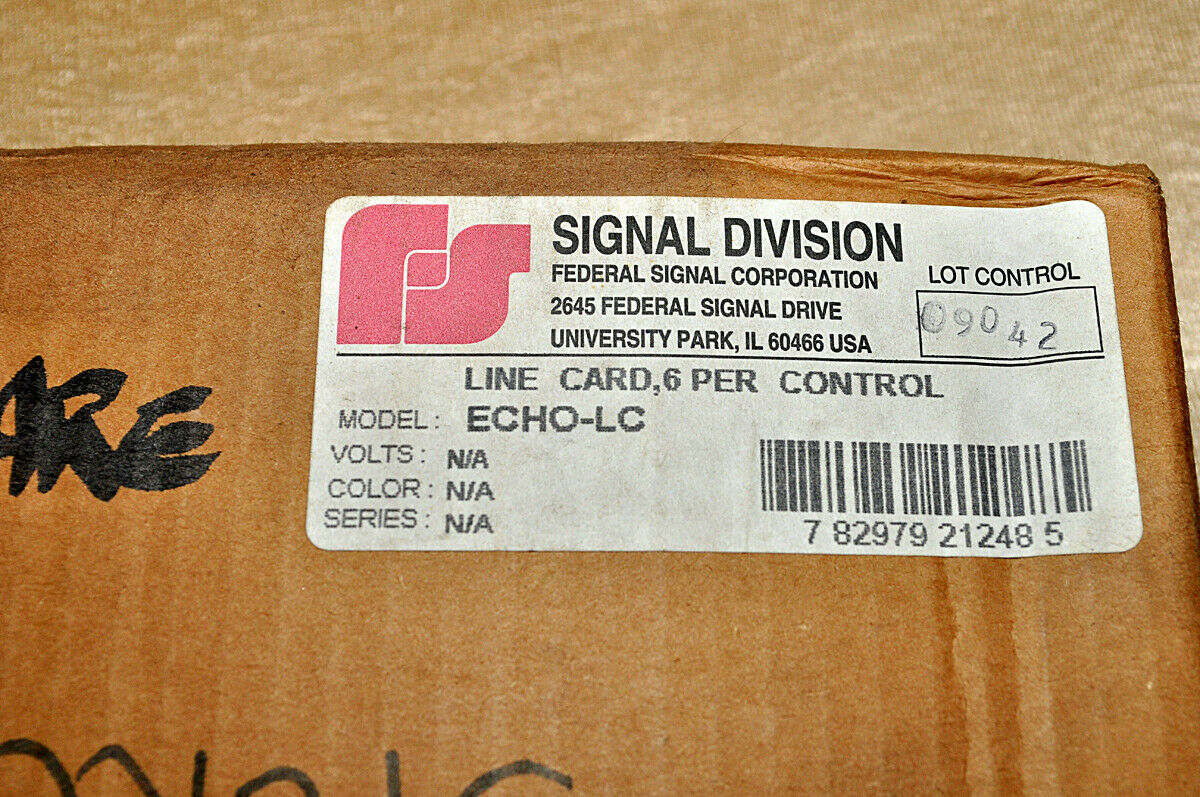 SIGNAL DIVISION
FEDERAL SIGNAL CORPORATION
2645 FEDERAL SIGNAL DRIVE
UNIVERSITY PARK, IL 60466 USA
LOT CONTROL
09042
LINE CARD,6 PER CONTROL
MODEL: ECHO-LC
VOLTS: N/A
COLOR: N/A
SERIES: N/A
7 82979 21248 5
ARE